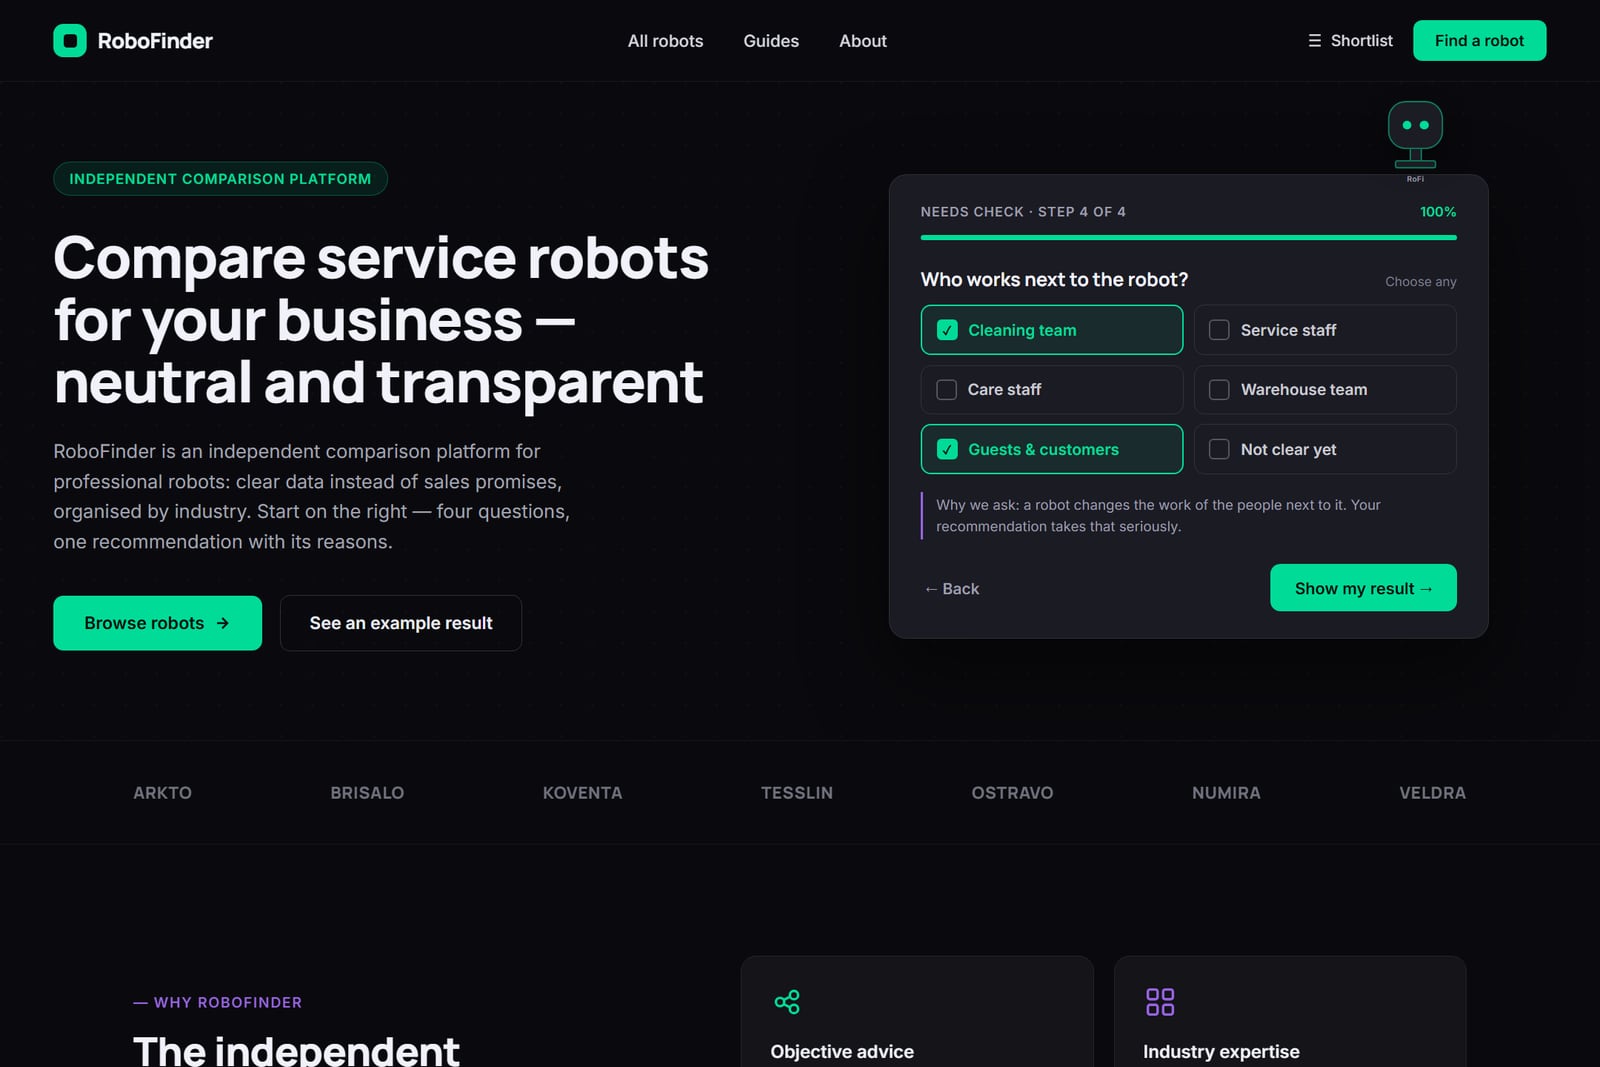 RoboFinder
All robots
Guides
About
Shortlist
Find a robot
INDEPENDENT COMPARISON PLATFORM
Compare service robots
for your business —
neutral and transparent
RoboFinder is an independent comparison platform for
professional robots: clear data instead of sales promises,
organised by industry. Start on the right — four questions,
one recommendation with its reasons.
Browse robots →
See an example result
RoFi
NEEDS CHECK · STEP 4 OF 4
100%
Who works next to the robot?
Choose any
Cleaning team
Service staff
Care staff
Warehouse team
Guests & customers
Not clear yet
Why we ask: a robot changes the work of the people next to it. Your
recommendation takes that seriously.
← Back
Show my result →
ARKTO
BRISALO
KOVENTA
TESSLIN
OSTRAVO
NUMIRA
VELDRA
— WHY ROBOFINDER
The independent
Objective advice
Industry expertise